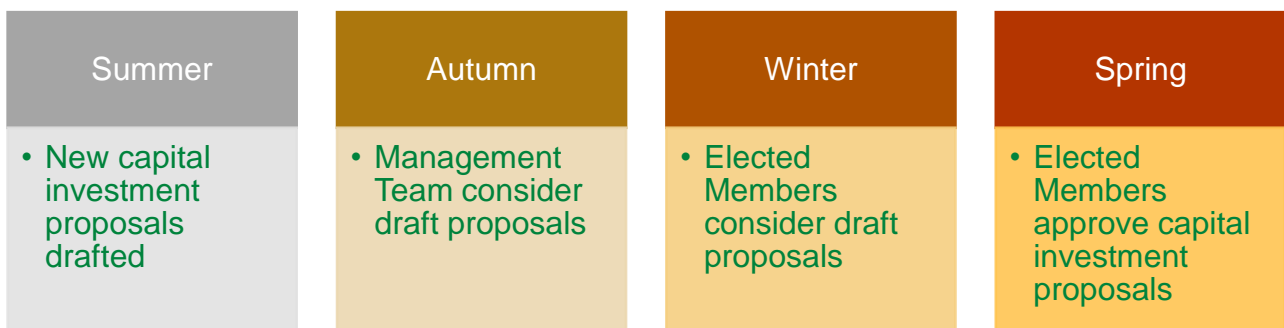 Summer
• New capital
investment
proposals
drafted
Autumn
• Management
Team consider
draft proposals
Winter
• Elected
Members
consider draft
proposals
Spring
• Elected
Members
approve capital
investment
proposals